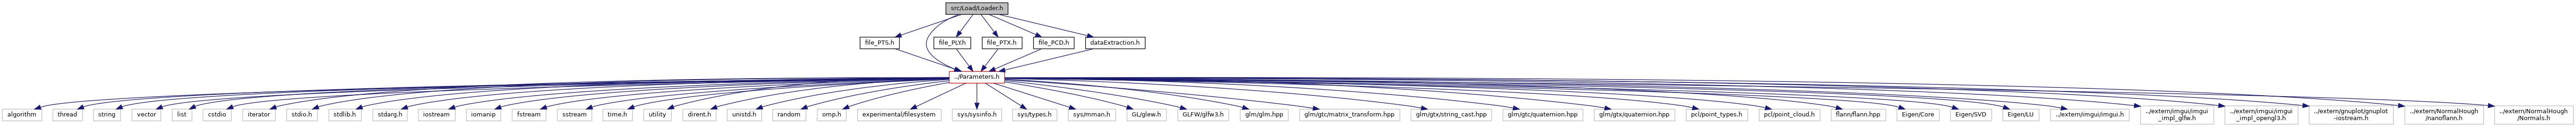 src/Load/Loader.h
file_PTS.h
file_PLY.h
file_PTX.h
file_PCD.h
dataExtraction.h
../Parameters.h
algorithm
thread
string
vector
list
cstdio
iterator
stdio.h
stdlib.h
stdarg.h
iostream
iomanip
fstream
sstream
time.h
utility
dirent.h
unistd.h
random
omp.h
experimental/filesystem
sys/sysinfo.h
sys/types.h
sys/mman.h
GL/glew.h
GLFW/glfw3.h
glm/glm.hpp
glm/gtc/matrix_transform.hpp
glm/gtx/string_cast.hpp
glm/gtc/quaternion.hpp
glm/gtx/quaternion.hpp
pcl/point_types.h
pcl/point_cloud.h
flann/flann.hpp
Eigen/Core
Eigen/SVD
Eigen/LU
../extern/imgui/imgui.h
../extern/imgui/imgui
_impl_glfw.h
../extern/imgui/imgui
_impl_opengl3.h
../extern/gnuplot/gnuplot
-iostream.h
../extern/NormalHough
/nanoflann.h
../extern/NormalHough
/Normals.h